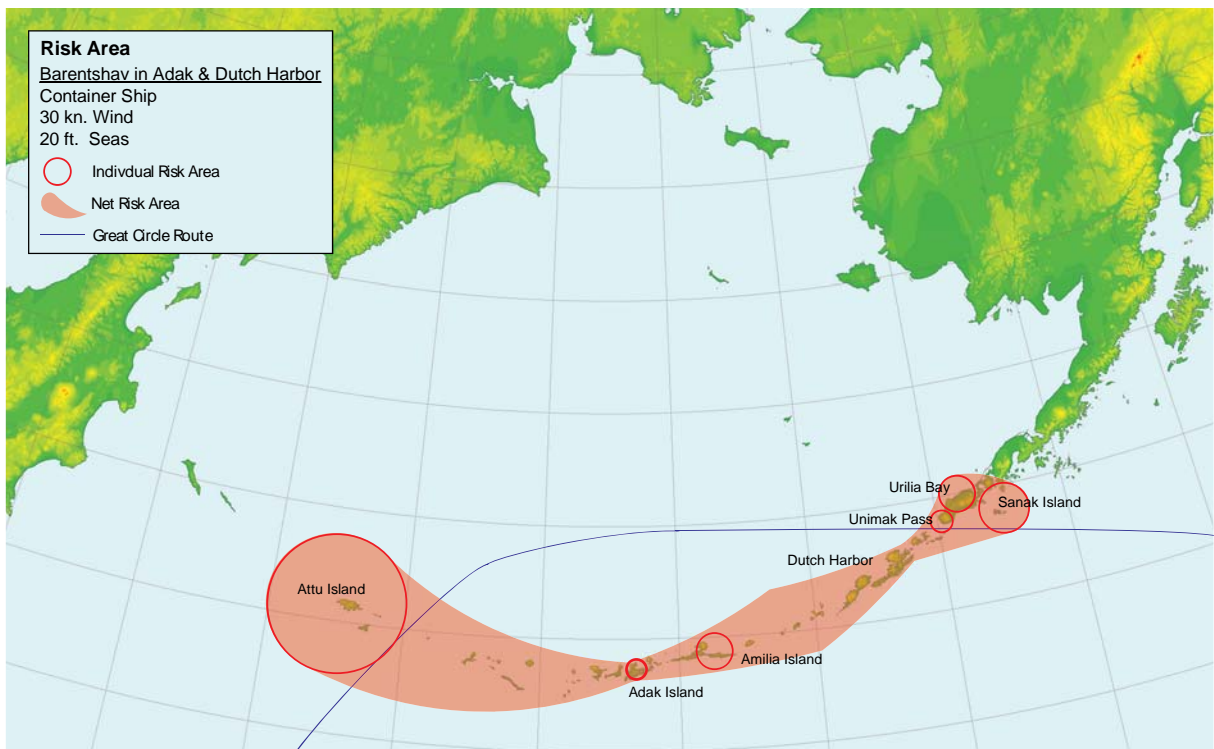 Risk Area
Barentshav in Adak & Dutch Harbor
Container Ship
30 kn. Wind
20 ft. Seas
Indivdual Risk Area
Net Risk Area
Great Circle Route
Urilia Bay
Sanak Island
Unimak Pass
Dutch Harbor
Attu Island
Amilia Island
Adak Island